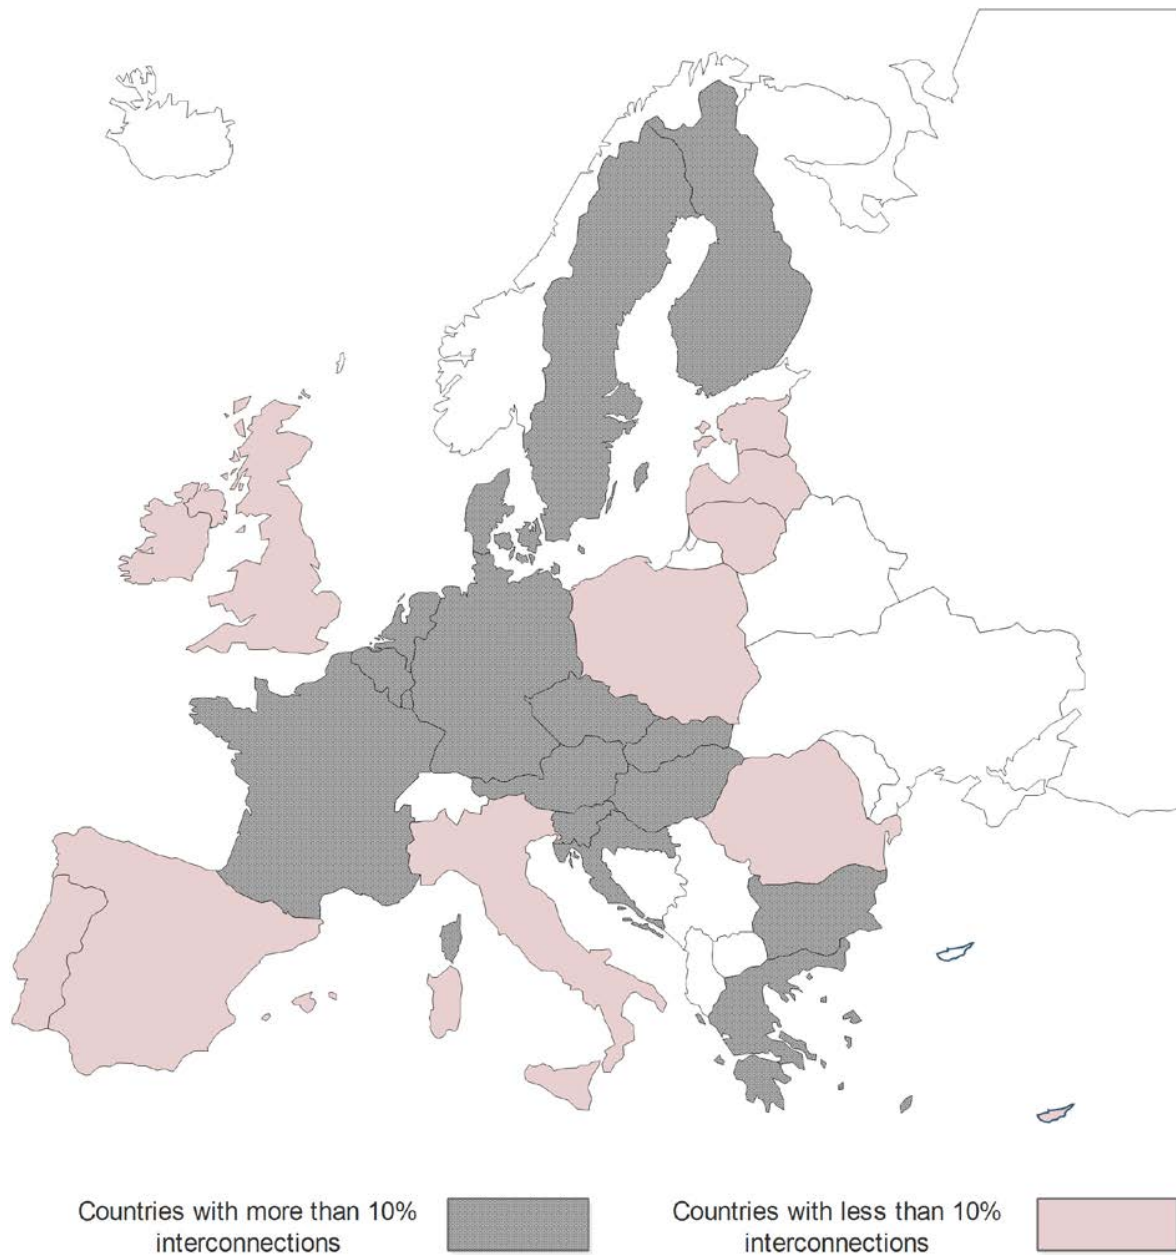 Countries with more than 10%
interconnections
Countries with less than 10%
interconnections